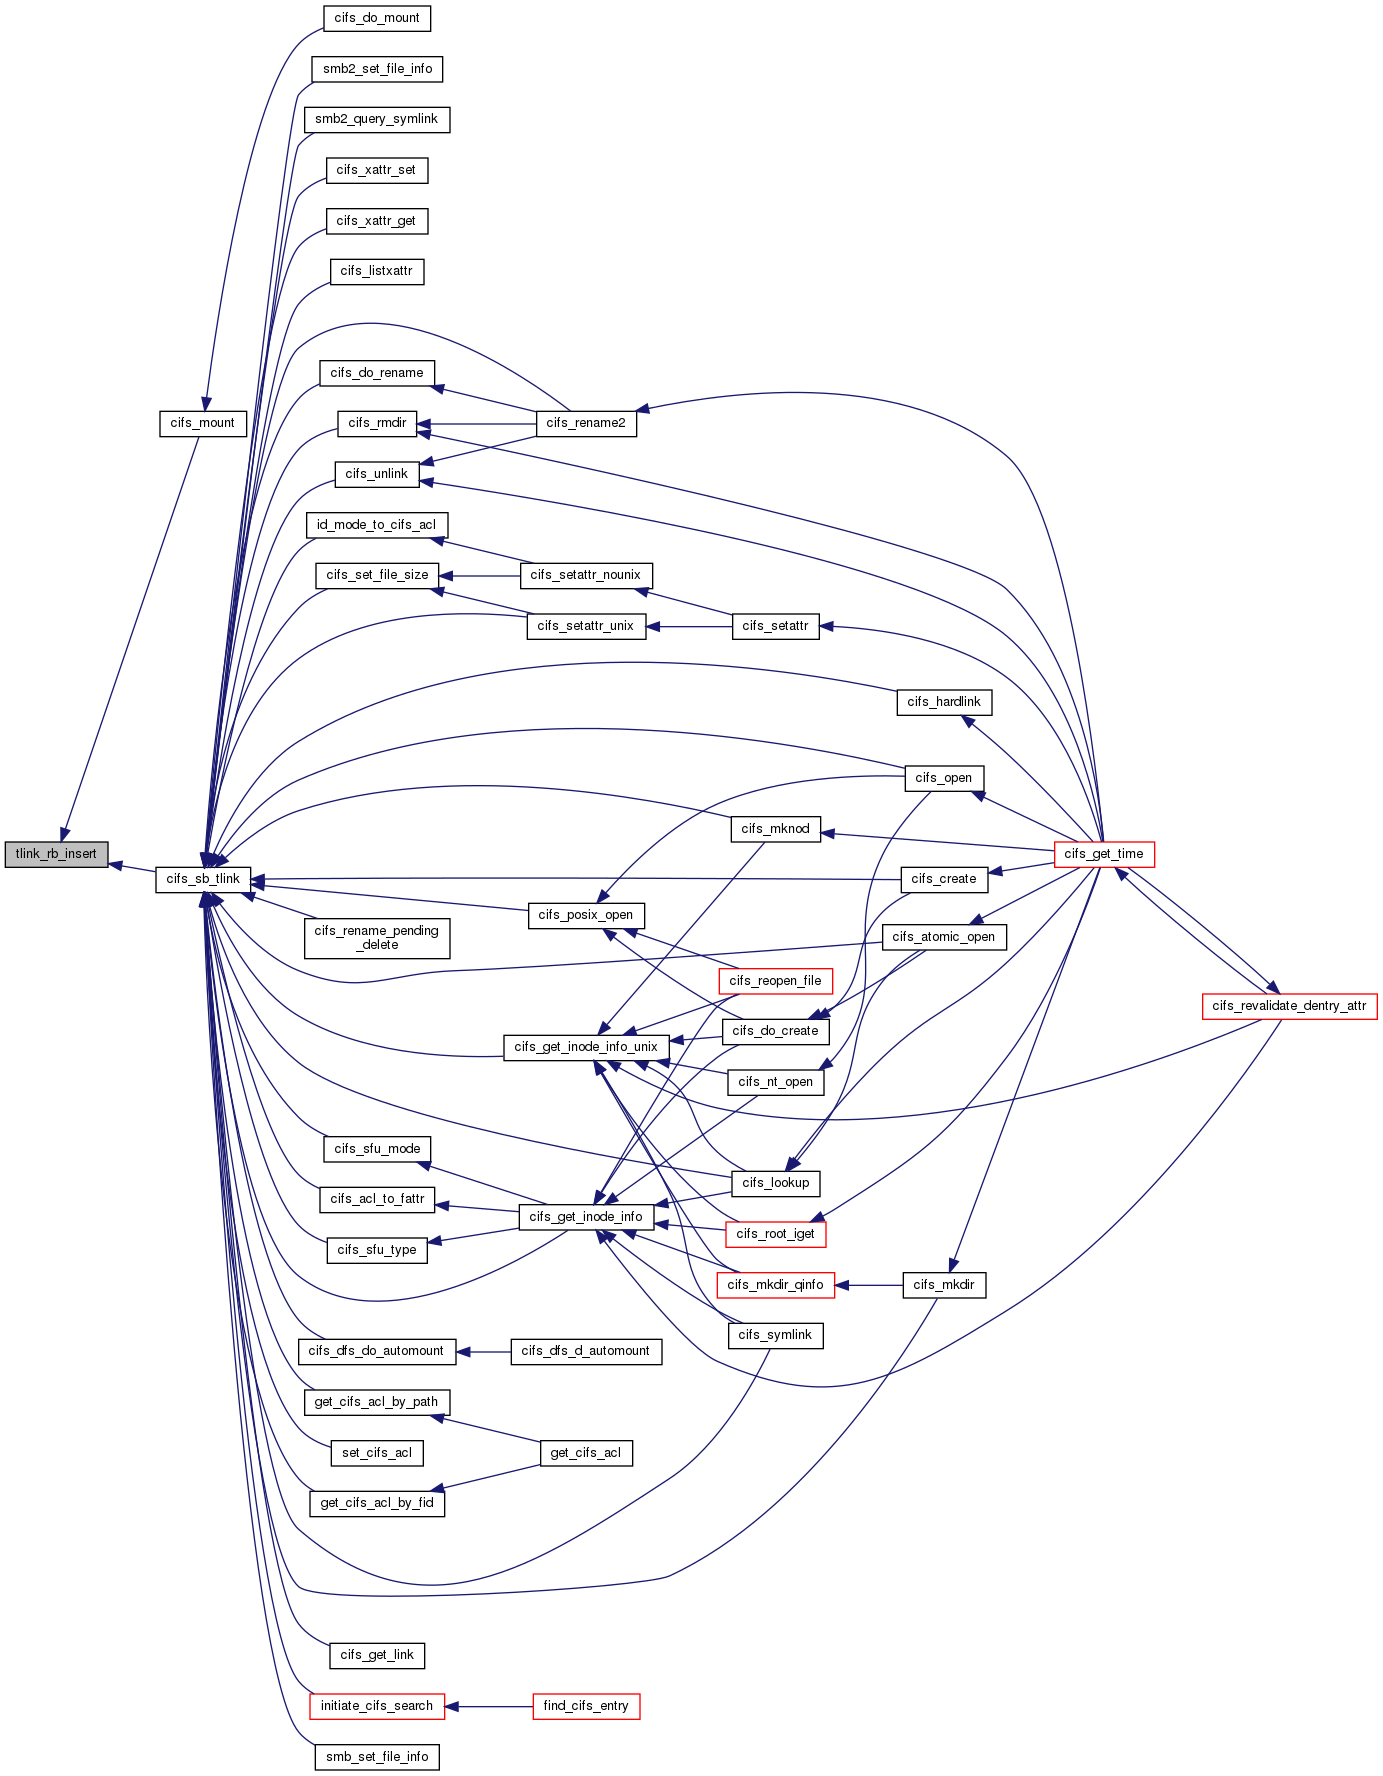 cifs_do_mount
smb2_set_file_info
smb2_query_symlink
cifs_xattr_set
cifs_xattr_get
cifs_listxattr
cifs_do_rename
cifs_mount
cifs_rmdir
cifs_rename2
cifs_unlink
id_mode_to_cifs_acl
cifs_set_file_size
cifs_setattr_nounix
cifs_setattr_unix
cifs_setattr
cifs_hardlink
cifs_open
cifs_mknod
tlink_rb_insert
cifs_get_time
cifs_sb_tlink
cifs_create
cifs_posix_open
cifs_rename_pending
_delete
cifs_atomic_open
cifs_reopen_file
cifs_revalidate_dentry_attr
cifs_do_create
cifs_get_inode_info_unix
cifs_nt_open
cifs_sfu_mode
cifs_lookup
cifs_acl_to_fattr
cifs_get_inode_info
cifs_root_iget
cifs_sfu_type
cifs_mkdir_qinfo
cifs_mkdir
cifs_symlink
cifs_dfs_do_automount
cifs_dfs_d_automount
get_cifs_acl_by_path
set_cifs_acl
get_cifs_acl
get_cifs_acl_by_fid
cifs_get_link
initiate_cifs_search
find_cifs_entry
smb_set_file_info